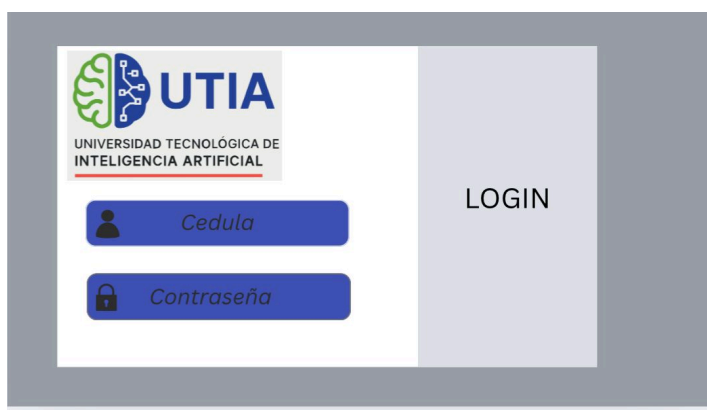 UTIA
UNIVERSIDAD TECNOLÓGICA DE
INTELIGENCIA ARTIFICIAL
Cedula
Contraseña
LOGIN